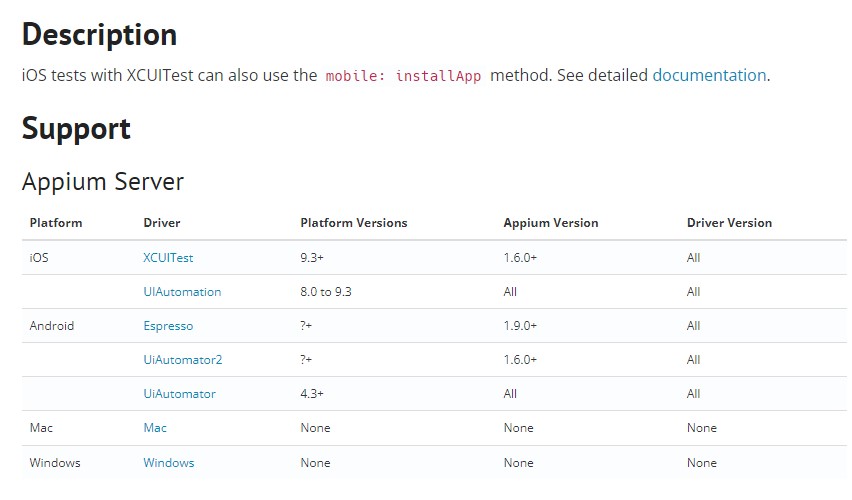 Description
iOS tests with XCUITest can also use the mobile: installApp method. See detailed documentation.
Support
Appium Server
Platform Driver Platform Versions Appium Version Driver Version
iOS XCUITest 9.3+ 1.6.0+ All
UIAutomation 8.0 to 9.3 All All
Android Espresso ?+ 1.9.0+ All
UiAutomator2 ?+ 1.6.0+ All
UiAutomator 4.3+ All All
Mac Mac None None None
Windows Windows None None None